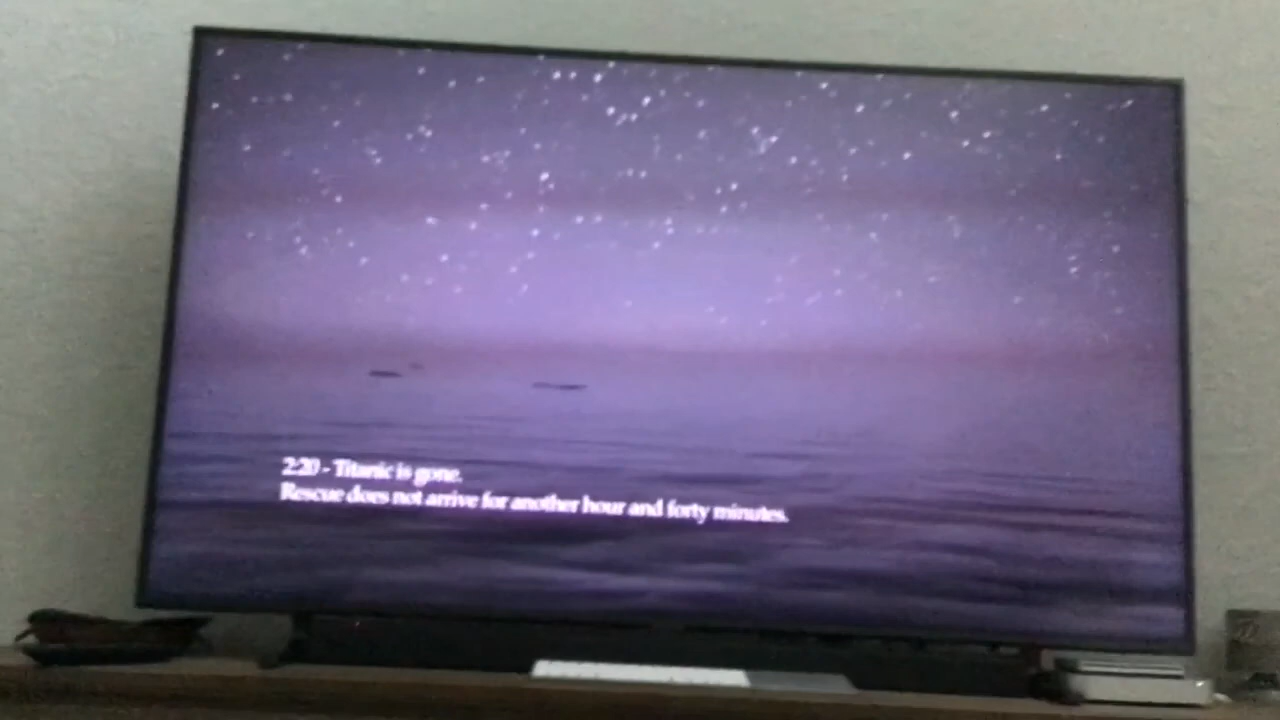 2:20 - Titanic is gone.
Rescue does not arrive for another hour and forty minutes.